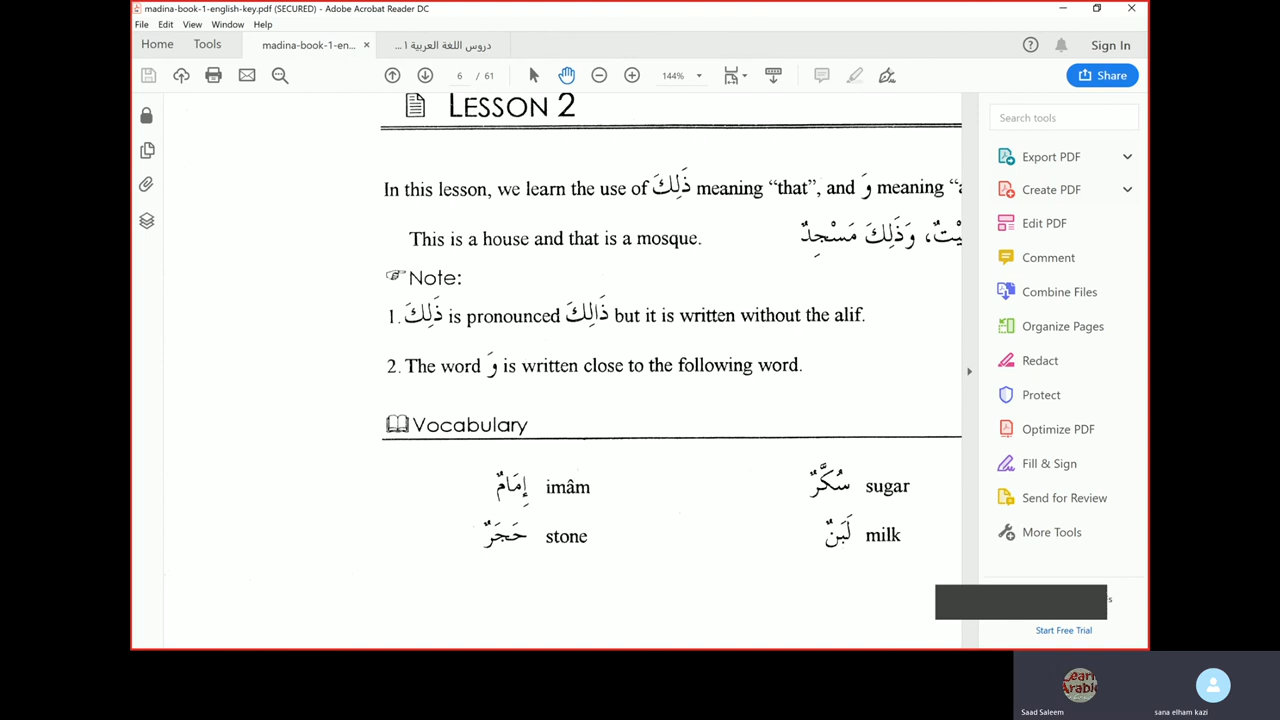 madina-book-1-english-key.pdf (SECURED) - Adobe Acrobat Reader DC
File Edit View Window Help
Home Tools madina-book-1-en... × دروس اللغة العربية ١ ... Sign In
6 / 61 144% Share
LESSON 2
In this lesson, we learn the use of ذَلِكَ meaning “that”, and وَ meaning “a
This is a house and that is a mosque. يْتٌ، وَذَلِكَ مَسْجِدٌ
Note:
1. ذَلِكَ is pronounced ذَالِكَ but it is written without the alif.
2. The word وَ is written close to the following word.
Vocabulary
إِمَامٌ imâm سُكَّرٌ sugar
حَجَرٌ stone لَبَنٌ milk
Search tools
Export PDF
Create PDF
Edit PDF
Comment
Combine Files
Organize Pages
Redact
Protect
Optimize PDF
Fill & Sign
Send for Review
More Tools
Start Free Trial
Learn Arabic
Saad Saleem sana elham kazi